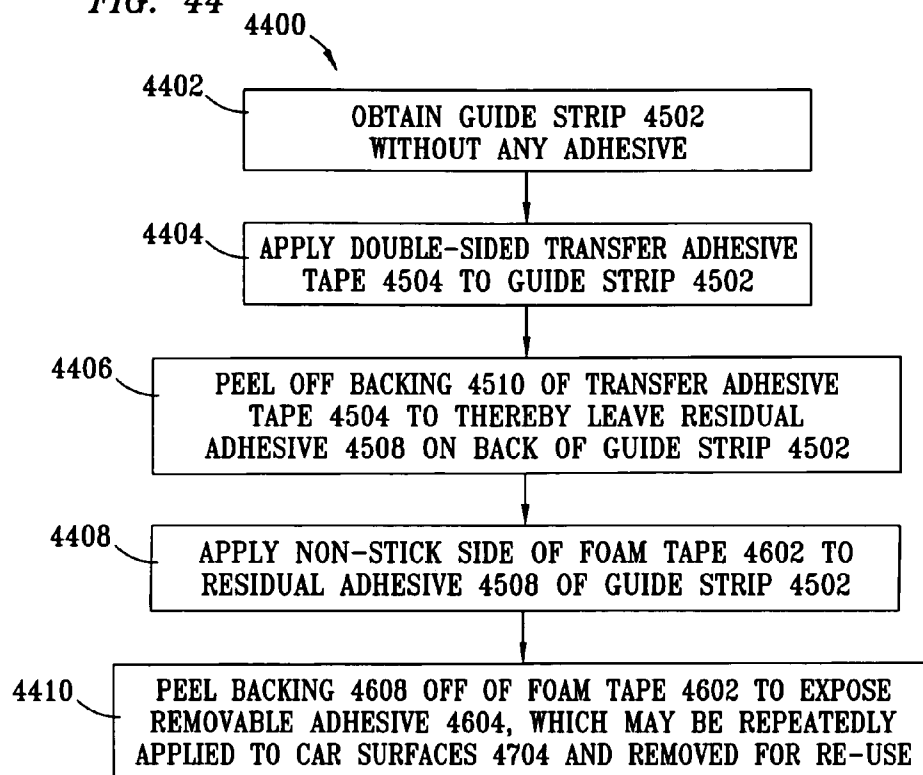 FIG. 44
4400
4402
OBTAIN GUIDE STRIP 4502
WITHOUT ANY ADHESIVE
4404
APPLY DOUBLE-SIDED TRANSFER ADHESIVE
TAPE 4504 TO GUIDE STRIP 4502
4406
PEEL OFF BACKING 4510 OF TRANSFER ADHESIVE
TAPE 4504 TO THEREBY LEAVE RESIDUAL
ADHESIVE 4508 ON BACK OF GUIDE STRIP 4502
4408
APPLY NON-STICK SIDE OF FOAM TAPE 4602 TO
RESIDUAL ADHESIVE 4508 OF GUIDE STRIP 4502
4410
PEEL BACKING 4608 OFF OF FOAM TAPE 4602 TO EXPOSE
REMOVABLE ADHESIVE 4604, WHICH MAY BE REPEATEDLY
APPLIED TO CAR SURFACES 4704 AND REMOVED FOR RE-USE